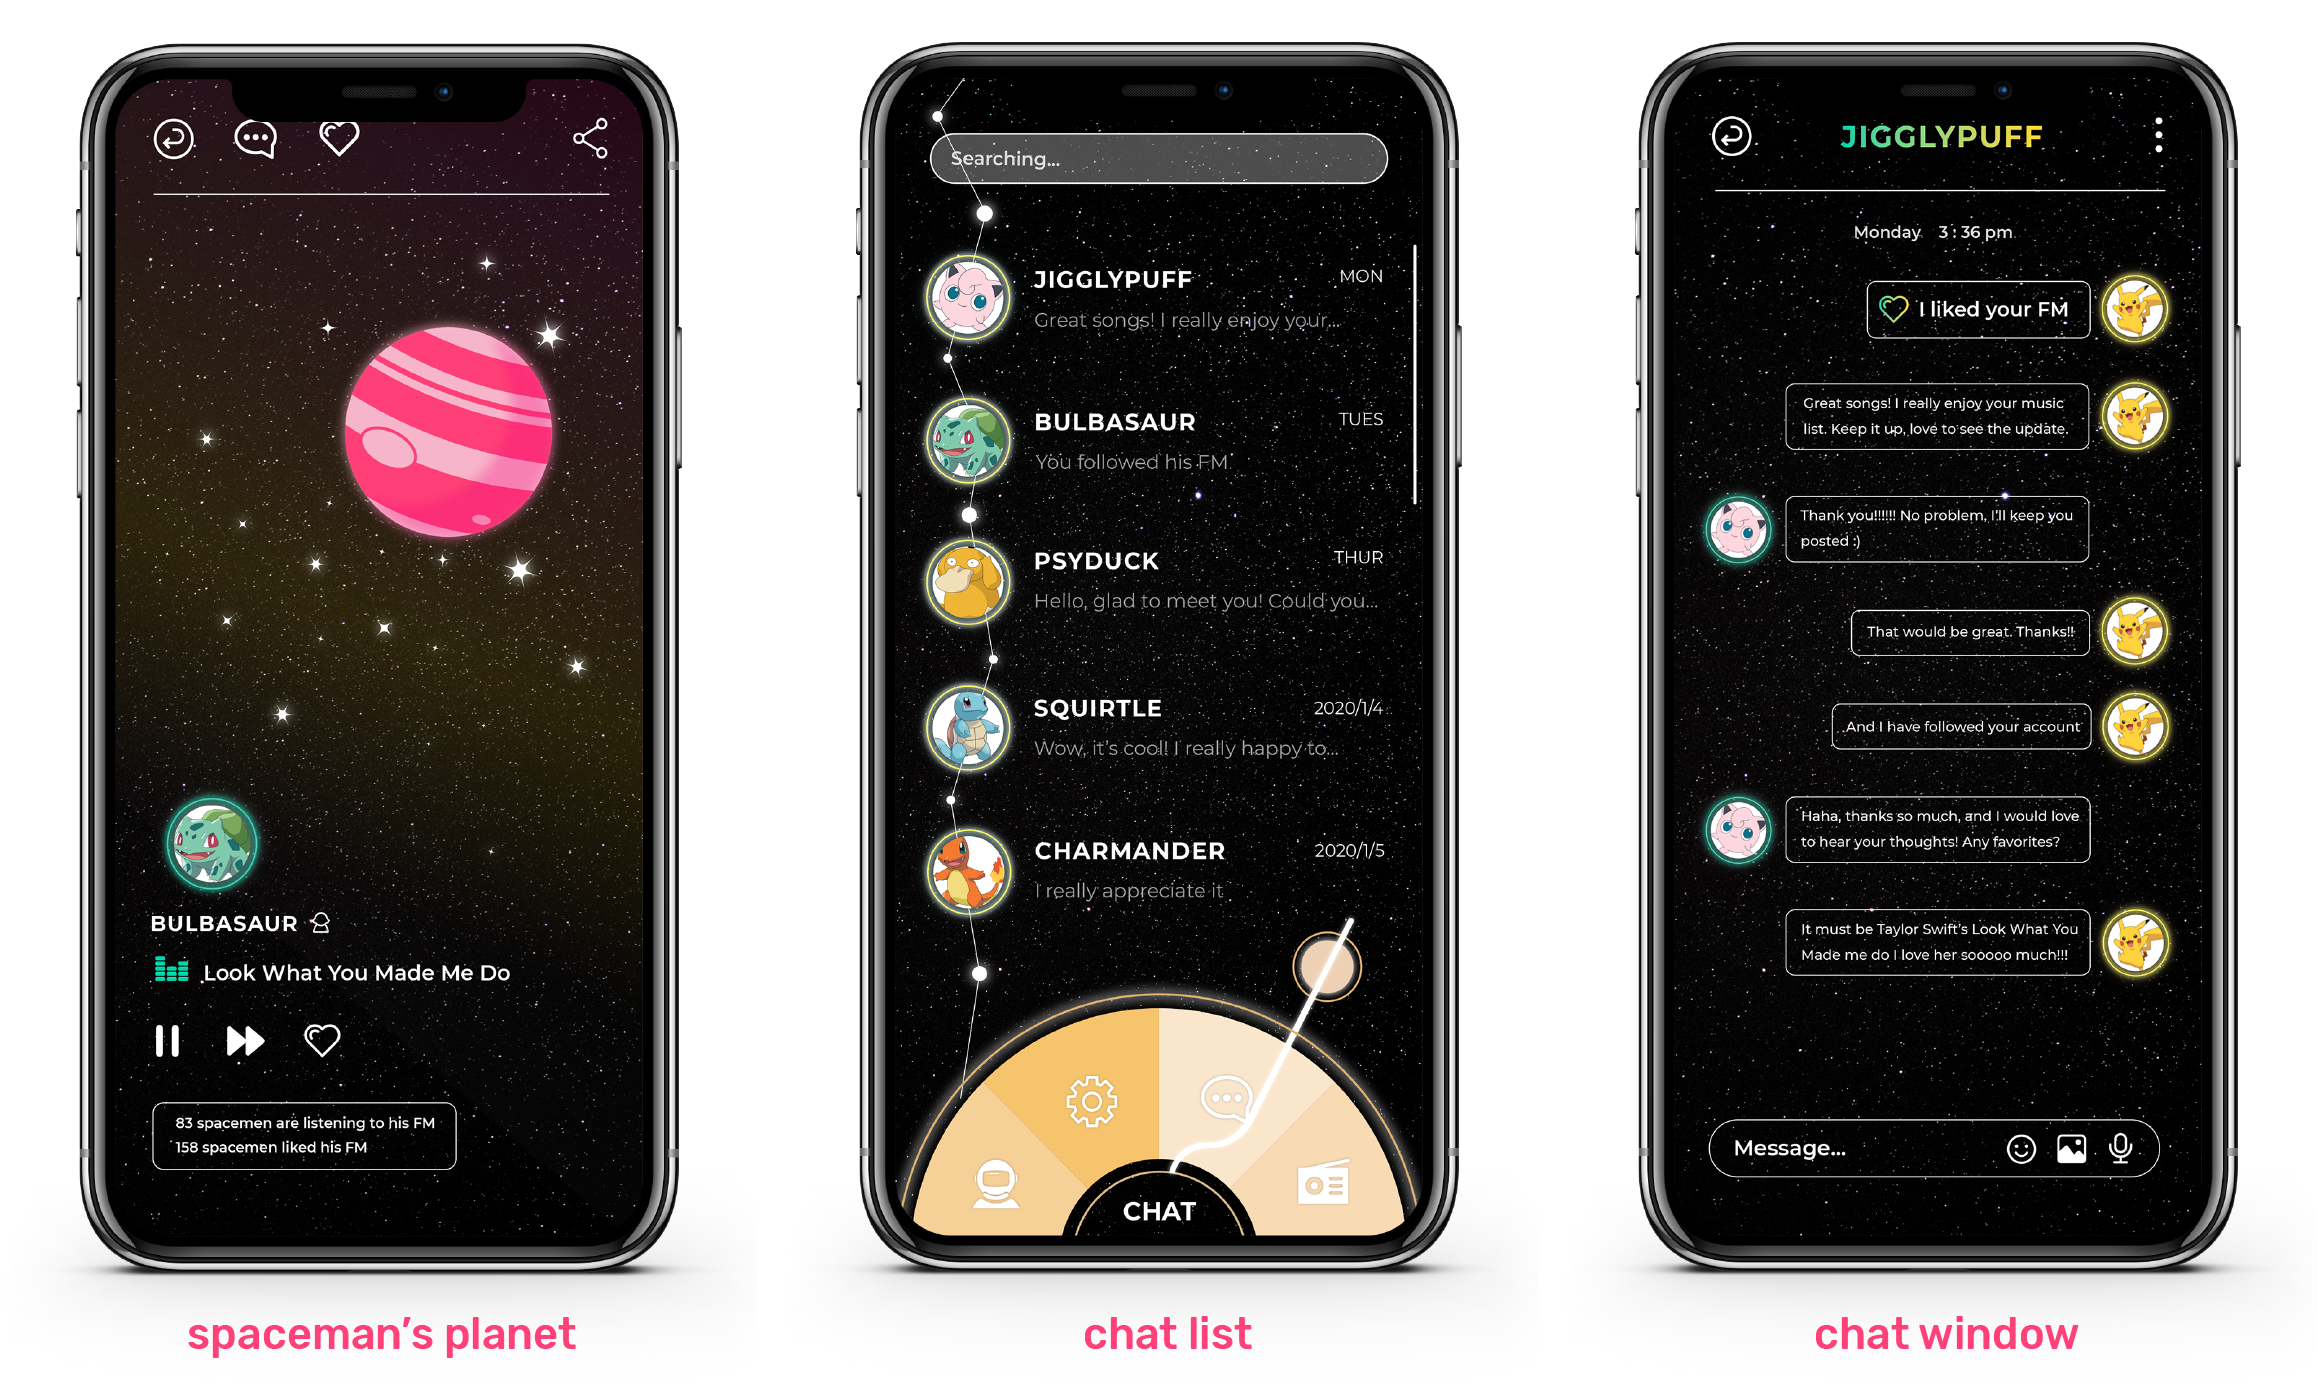 BULBASAUR
Look What You Made Me Do
83 spacemen are listening to his FM
158 spacemen liked his FM
spaceman's planet
Searching...
JIGGLYPUFF
MON
Great songs! I really enjoy your...
BULBASAUR
TUES
You followed his FM
PSYDUCK
THUR
Hello, glad to meet you! Could you...
SQUIRTLE
2020/1/4
Wow, it's cool! I really happy to...
CHARMANDER
2020/1/5
I really appreciate it
CHAT
chat list
JIGGLYPUFF
Monday 3 : 36 pm
I liked your FM
Great songs! I really enjoy your music
list. Keep it up, love to see the update.
Thank you!!!!!! No problem, I'll keep you
posted :)
That would be great. Thanks!!
And I have followed your account
Haha, thanks so much, and I would love
to hear your thoughts! Any favorites?
It must be Taylor Swift's Look What You
Made me do I love her sooooo much!!!
Message...
chat window